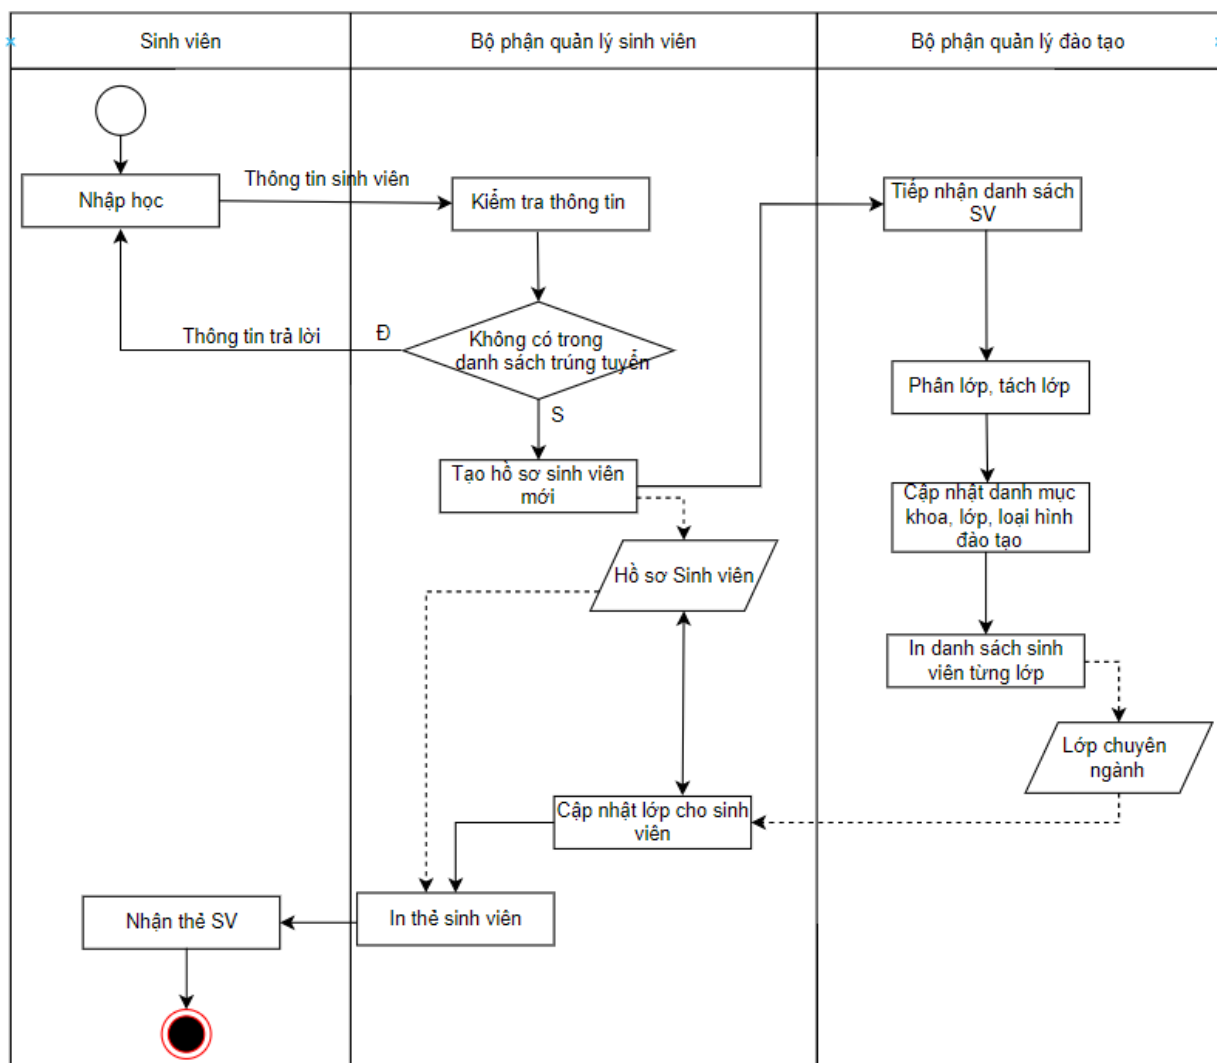 Sinh viên
Bộ phận quản lý sinh viên
Bộ phận quản lý đào tạo
Nhập học
Thông tin sinh viên
Kiểm tra thông tin
Tiếp nhận danh sách
SV
Thông tin trả lời
Đ
Không có trong
danh sách trúng tuyển
S
Phân lớp, tách lớp
Tạo hồ sơ sinh viên
mới
Cập nhật danh mục
khoa, lớp, loại hình
đào tạo
Hồ sơ Sinh viên
In danh sách sinh
viên từng lớp
Lớp chuyên
ngành
Cập nhật lớp cho sinh
viên
In thẻ sinh viên
Nhận thẻ SV